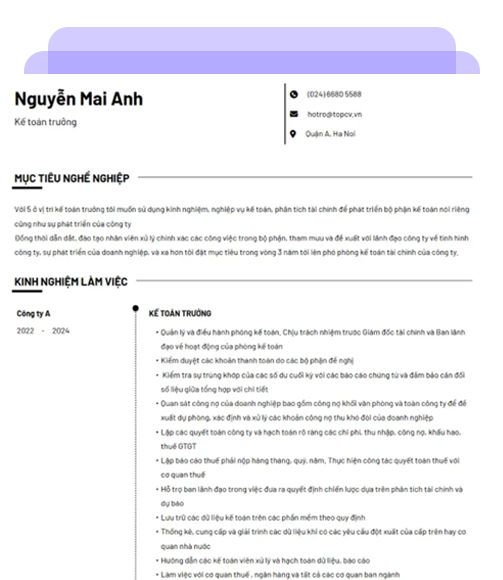 Nguyễn Mai Anh
Kế toán trưởng
(024) 6680 5588
hotro@topcv.vn
Quận A, Ha Noi
MỤC TIÊU NGHỀ NGHIỆP
Với 5 ở vị trí kế toán trưởng tôi muốn sử dụng kinh nghiệm, nghiệp vụ kế toán, phân tích tài chính để phát triển bộ phận kế toán nói riêng
cũng như sự phát triển của công ty
Đồng thời dẫn dắt, đào tạo nhân viên xử lý chính xác các công việc trong bộ phận, tham mưu và đề xuất với lãnh đạo công ty về tình hình
công ty, sự phát triển của doanh nghiệp, và xa hơn tôi đặt mục tiêu trong vòng 3 năm tới lên phó phòng kế toán tài chính của công ty.
KINH NGHIỆM LÀM VIỆC
Công ty A
2022 - 2024
KẾ TOÁN TRƯỞNG
• Quản lý và điều hành phòng kế toán, Chịu trách nhiệm trước Giám đốc tài chính và Ban lãnh
đạo về hoạt động của phòng kế toán
• Kiểm duyệt các khoản thanh toán do các bộ phận đề nghị
• Kiểm tra sự trùng khớp của các số dư cuối kỳ với các báo cáo chứng từ và đảm bảo cân đối
số liệu giữa tổng hợp với chi tiết
• Quan sát công nợ của doanh nghiệp bao gồm công nợ khối văn phòng và toàn công ty để đề
xuất dự phòng, xác định và xử lý các khoản công nợ thu khó đòi của doanh nghiệp
• Lập các quyết toán công ty và hạch toán rõ ràng các chi phí, thu nhập, công nợ, khấu hao,
thuế GTGT
• Lập báo cáo thuế phải nộp hàng tháng, quý, năm, Thực hiện công tác quyết toán thuế với
cơ quan thuế
• Hỗ trợ ban lãnh đạo trong việc đưa ra quyết định chiến lược dựa trên phân tích tài chính và
dự báo
• Lưu trữ các dữ liệu kế toán trên các phần mềm theo quy định
• Thống kê, cung cấp và giải trình các dữ liệu khi có các yêu cầu đột xuất của cấp trên hay cơ
quan nhà nước
• Hướng dẫn các kế toán viên xử lý và hạch toán dữ liệu, báo cáo
• Làm việc với cơ quan thuế, ngân hàng và tất cả các cơ quan ban ngành